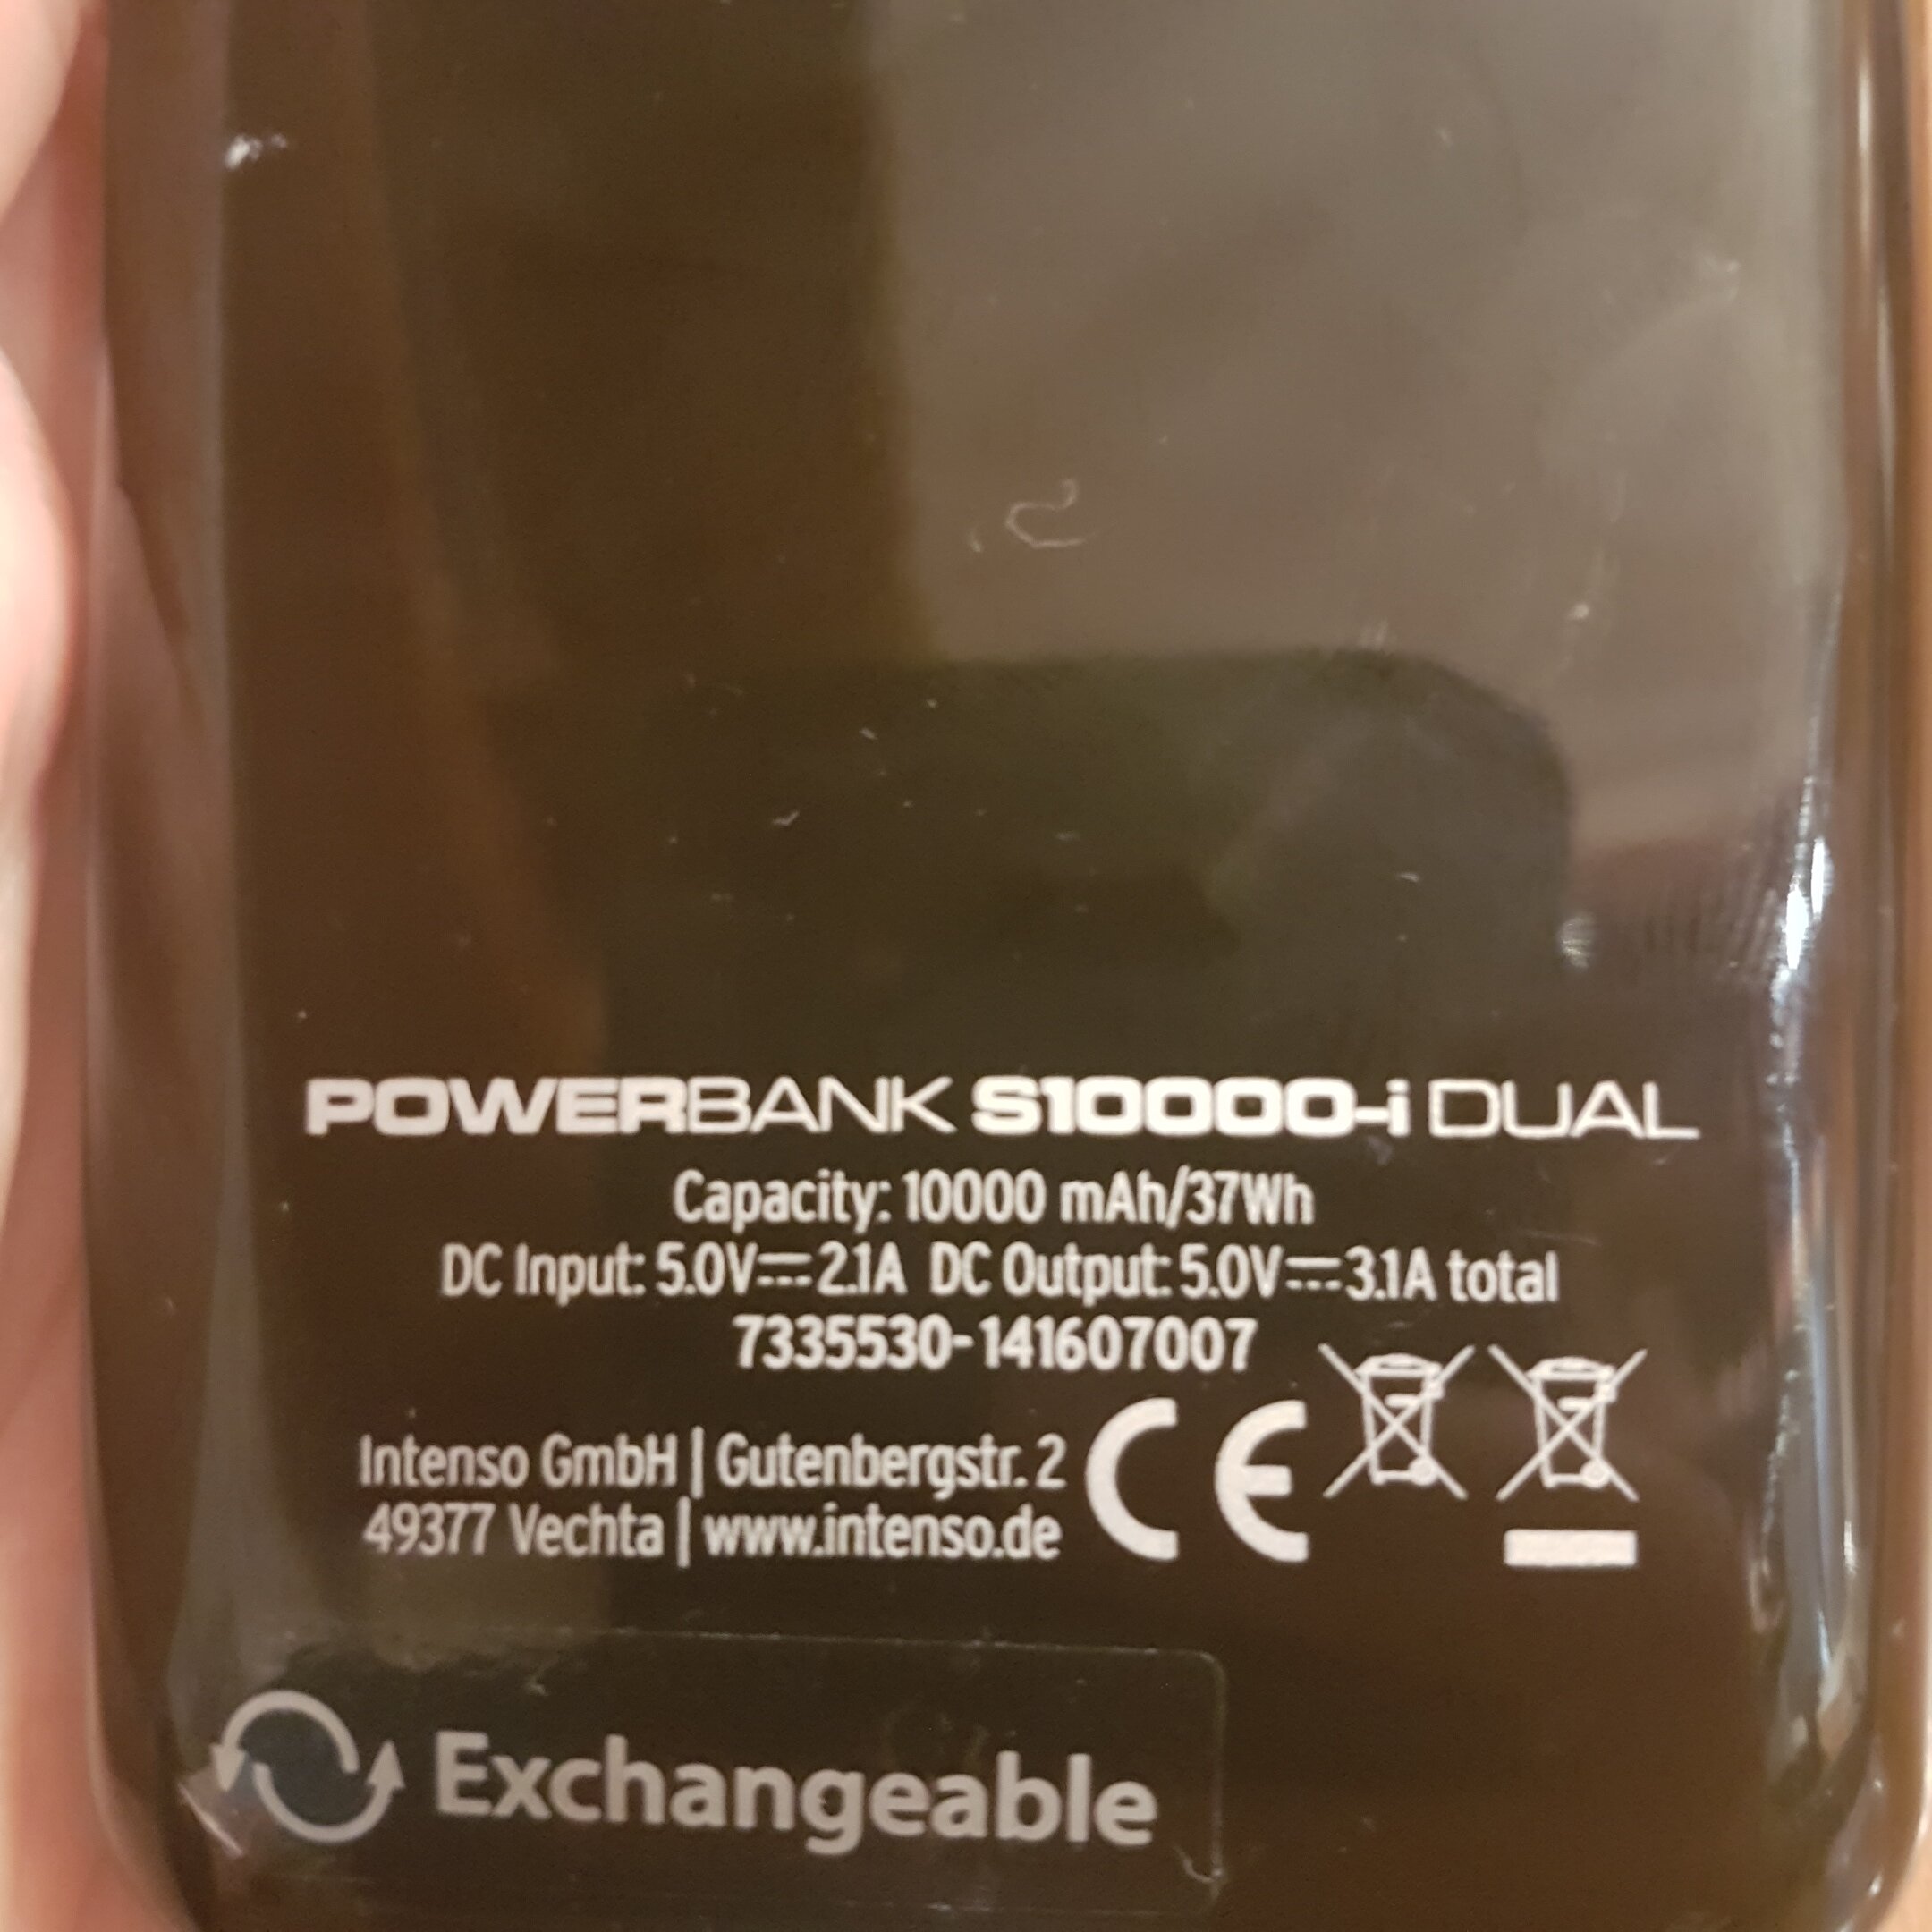 POWERBANK S10000-i DUAL
Capacity: 10000 mAh/37Wh
DC Input: 5.0V⎓2.1A DC Output: 5.0V⎓3.1A total
7335530-141607007
Intenso GmbH | Gutenbergstr. 2
49377 Vechta | www.intenso.de
CE
Exchangeable